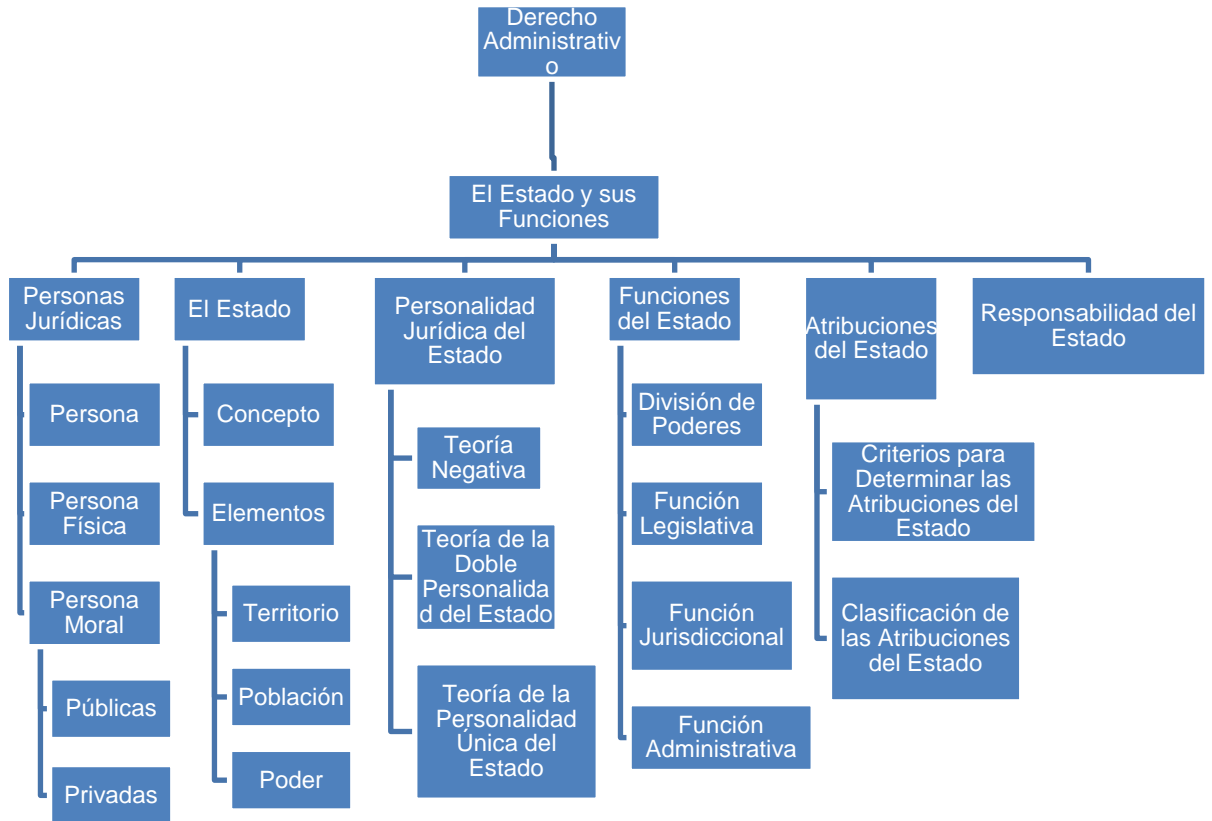 Derecho
Administrativ
o
El Estado y sus
Funciones
Personas
Jurídicas
Persona
Persona
Física
Persona
Moral
Públicas
Privadas
El Estado
Concepto
Elementos
Territorio
Población
Poder
Personalidad
Jurídica del
Estado
Teoría
Negativa
Teoría de la
Doble
Personalida
d del Estado
Teoría de la
Personalidad
Única del
Estado
Funciones
del Estado
División de
Poderes
Función
Legislativa
Función
Jurisdiccional
Función
Administrativa
Atribuciones
del Estado
Criterios para
Determinar las
Atribuciones del
Estado
Clasificación de
las Atribuciones
del Estado
Responsabilidad del
Estado